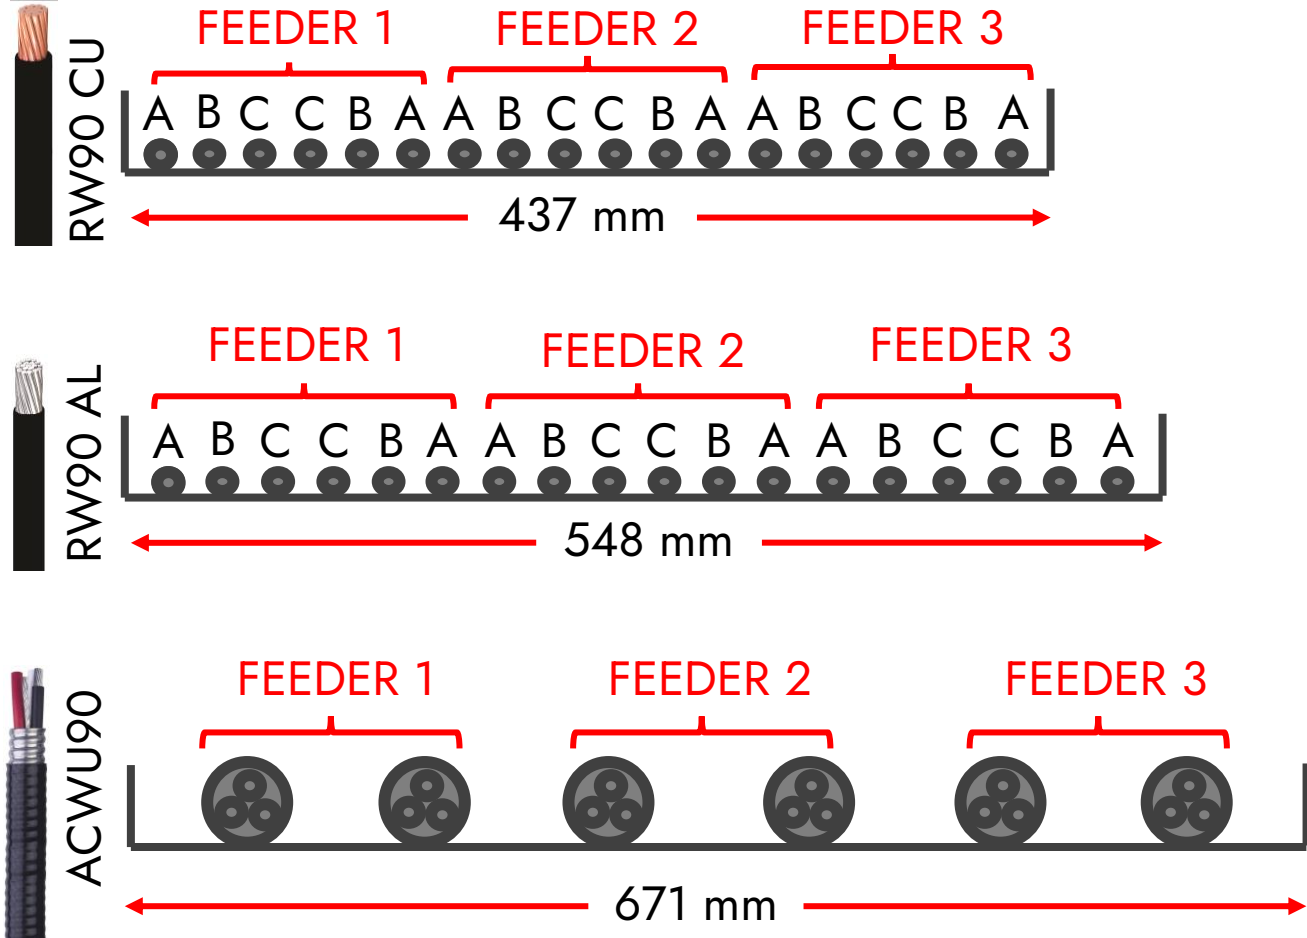 FEEDER 1 FEEDER 2 FEEDER 3
RW90 CU
A B C C B A A B C C B A A B C C B A
437 mm
FEEDER 1 FEEDER 2 FEEDER 3
RW90 AL
A B C C B A A B C C B A A B C C B A
548 mm
FEEDER 1 FEEDER 2 FEEDER 3
ACWU90
671 mm